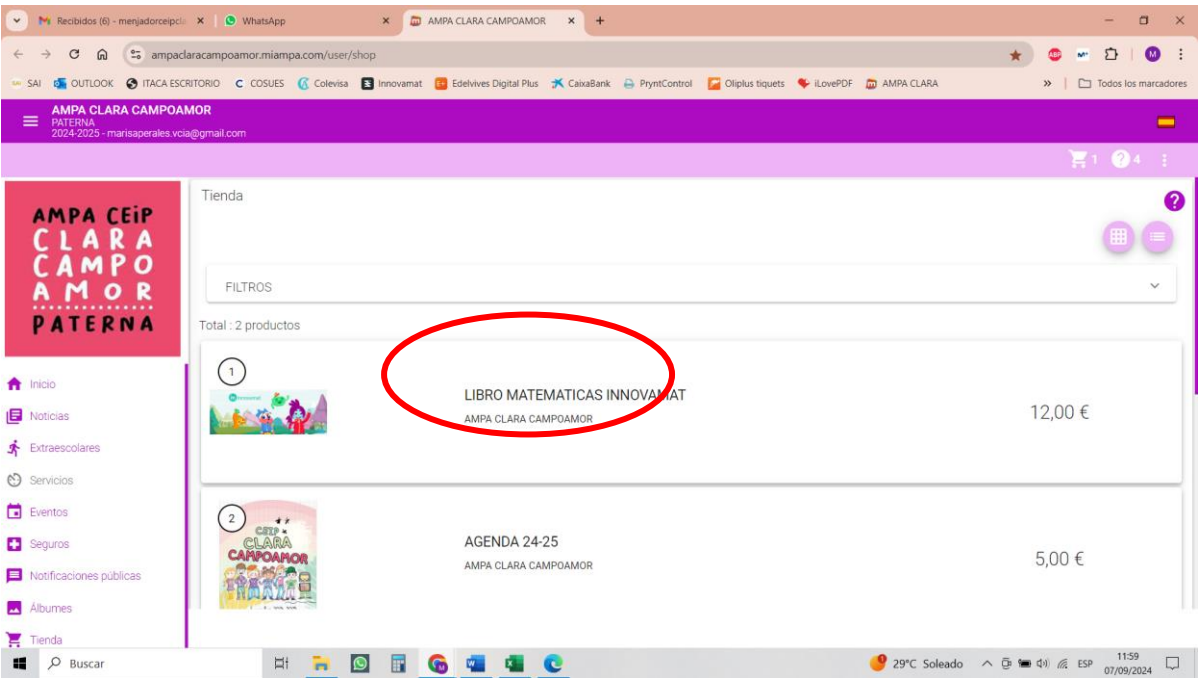 Recibidos (6) - menjadorceipcla
WhatsApp
AMPA CLARA CAMPOAMOR
ampaclaracampoamor.miampa.com/user/shop
ABP
M+
M
SAI
OUTLOOK
ITACA ESCRITORIO
COSUES
Colevisa
Innovamat
Edelvives Digital Plus
CaixaBank
PryntControl
Oliplus tiquets
iLovePDF
AMPA CLARA
Todos los marcadores
AMPA CLARA CAMPOAMOR
PATERNA
2024-2025 - marisaperales.vcia@gmail.com
1
4
AMPA CEiP
CLARA
CAMPO
AMOR
PATERNA
Tienda
FILTROS
Total : 2 productos
1
innovamat
LIBRO MATEMATICAS INNOVAMAT
AMPA CLARA CAMPOAMOR
12,00 €
2
CEIP
CLARA
CAMPOAMOR
AGENDA 24-25
AMPA CLARA CAMPOAMOR
5,00 €
Inicio
Noticias
Extraescolares
Servicios
Eventos
Seguros
Notificaciones públicas
Álbumes
Tienda
Buscar
29°C Soleado
ESP
11:59
07/09/2024